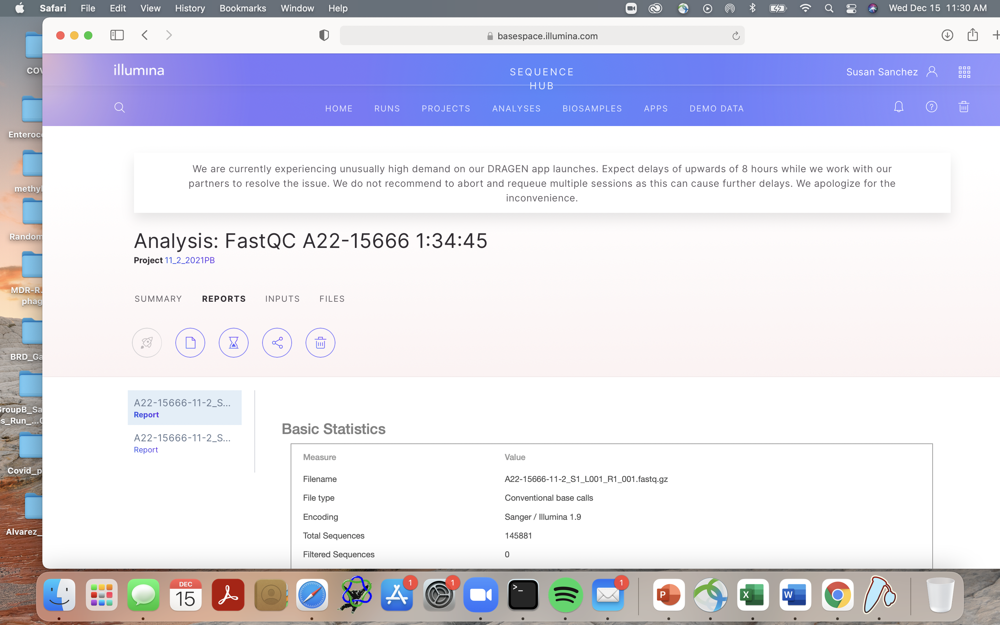 Safari File Edit View History Bookmarks Window Help Wed Dec 15 11:30 AM
basespace.illumina.com
illumina
SEQUENCE
HUB
Susan Sanchez
HOME RUNS PROJECTS ANALYSES BIOSAMPLES APPS DEMO DATA
We are currently experiencing unusually high demand on our DRAGEN app launches. Expect delays of upwards of 8 hours while we work with our
partners to resolve the issue. We do not recommend to abort and requeue multiple sessions as this can cause further delays. We apologize for the
inconvenience.
Analysis: FastQC A22-15666 1:34:45
Project 11_2_2021PB
SUMMARY REPORTS INPUTS FILES
A22-15666-11-2_S...
Report
A22-15666-11-2_S...
Report
Basic Statistics
Measure Value
Filename A22-15666-11-2_S1_L001_R1_001.fastq.gz
File type Conventional base calls
Encoding Sanger / Illumina 1.9
Total Sequences 145881
Filtered Sequences 0
cov
Enteroc
methyl
Random
MDR-R.
phag
BRD_Ga
GroupB_Sa
s_Run_...
Covid_p
Alvarez_
DEC
15
1
1
>_
1
P
X
W